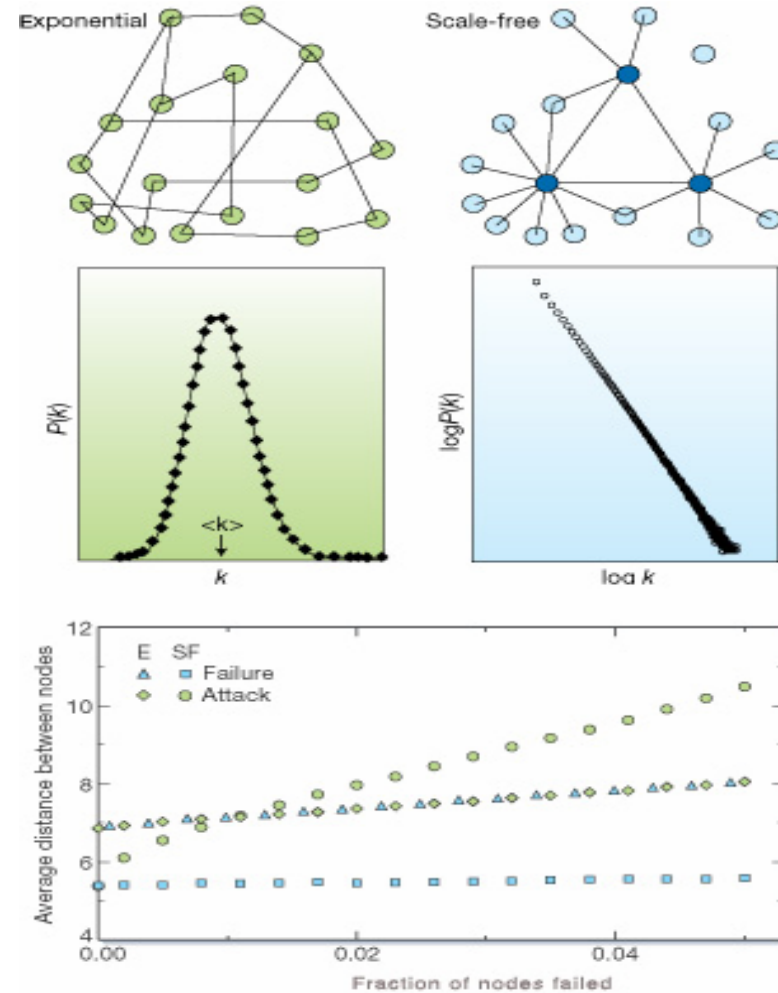 Exponential
Scale-free
P(k)
<k>
k
logP(k)
log k
Average distance between nodes
12
10
8
6
4
E SF
Failure
Attack
0.00 0.02 0.04
Fraction of nodes failed